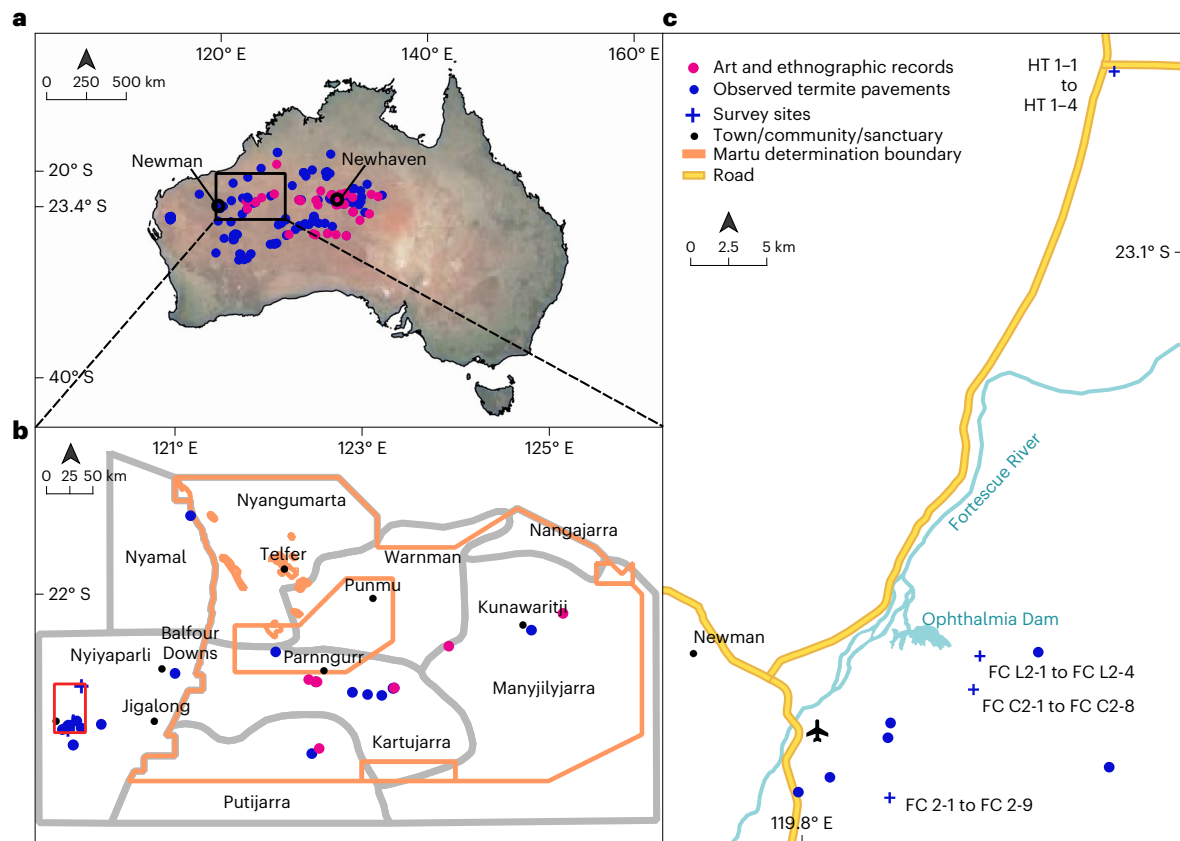 a
120° E
140° E
160° E
0 250 500 km
Newman
Newhaven
20° S
23.4° S
40° S
b
121° E
123° E
125° E
0 25 50 km
Nyangumarta
Nangajarra
Nyamal
Telfer
Warnman
Punmu
22° S
Kunawaritji
Balfour
Downs
Nyiyaparli
Parnngurr
Manyjilyjarra
Jigalong
Kartujarra
Putijarra
c
Art and ethnographic records
Observed termite pavements
Survey sites
Town/community/sanctuary
Martu determination boundary
Road
HT 1–1
to
HT 1–4
0 2.5 5 km
23.1° S
Fortescue River
Ophthalmia Dam
Newman
FC L2-1 to FC L2-4
FC C2-1 to FC C2-8
FC 2-1 to FC 2-9
119.8° E